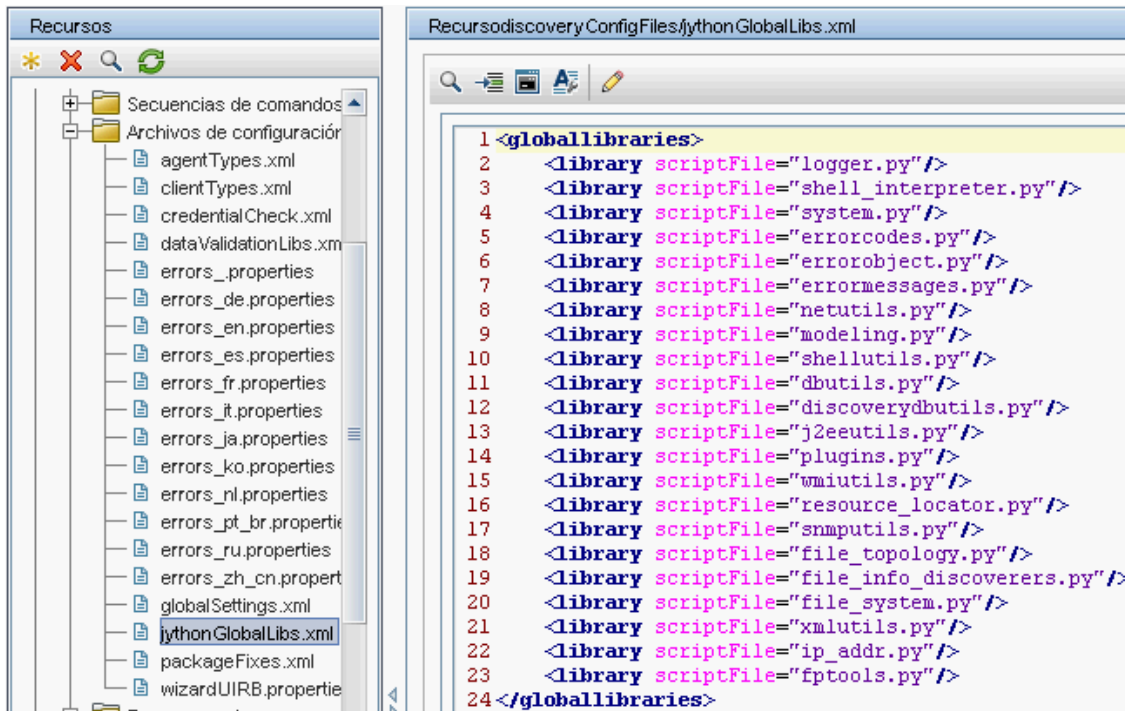 Recursos
Secuencias de comandos
Archivos de configuración
agentTypes.xml
clientTypes.xml
credentialCheck.xml
dataValidationLibs.xm
errors_.properties
errors_de.properties
errors_en.properties
errors_es.properties
errors_fr.properties
errors_it.properties
errors_ja.properties
errors_ko.properties
errors_nl.properties
errors_pt_br.propertie
errors_ru.properties
errors_zh_cn.propert
globalSettings.xml
jythonGlobalLibs.xml
packageFixes.xml
wizardUIRB.propertie
RecursodiscoveryConfigFiles/jythonGlobalLibs.xml
1 <globallibraries>
2 <library scriptFile="logger.py"/>
3 <library scriptFile="shell_interpreter.py"/>
4 <library scriptFile="system.py"/>
5 <library scriptFile="errorcodes.py"/>
6 <library scriptFile="errorobject.py"/>
7 <library scriptFile="errormessages.py"/>
8 <library scriptFile="netutils.py"/>
9 <library scriptFile="modeling.py"/>
10 <library scriptFile="shellutils.py"/>
11 <library scriptFile="dbutils.py"/>
12 <library scriptFile="discoverydbutils.py"/>
13 <library scriptFile="j2eeutils.py"/>
14 <library scriptFile="plugins.py"/>
15 <library scriptFile="wmiutils.py"/>
16 <library scriptFile="resource_locator.py"/>
17 <library scriptFile="snmputils.py"/>
18 <library scriptFile="file_topology.py"/>
19 <library scriptFile="file_info_discoverers.py"/>
20 <library scriptFile="file_system.py"/>
21 <library scriptFile="xmlutils.py"/>
22 <library scriptFile="ip_addr.py"/>
23 <library scriptFile="fptools.py"/>
24 </globallibraries>